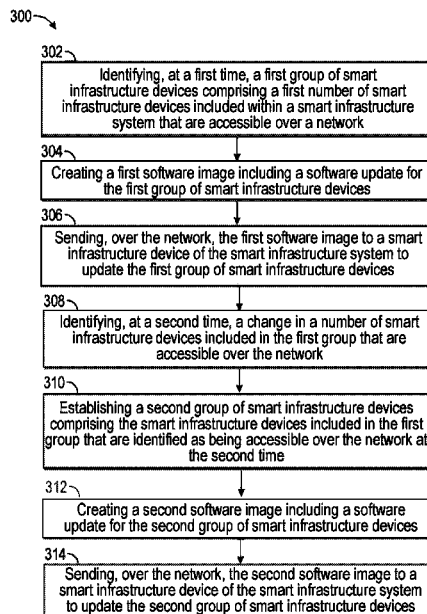 300
302
Identifying, at a first time, a first group of smart
infrastructure devices comprising a first number of smart
infrastructure devices included within a smart infrastructure
system that are accessible over a network
304
Creating a first software image including a software update for
the first group of smart infrastructure devices
306
Sending, over the network, the first software image to a smart
infrastructure device of the smart infrastructure system to
update the first group of smart infrastructure devices
308
Identifying, at a second time, a change in a number of smart
infrastructure devices included in the first group that are
accessible over the network
310
Establishing a second group of smart infrastructure devices
comprising the smart infrastructure devices included in the first
group that are identified as being accessible over the network at
the second time
312
Creating a second software image including a software
update for the second group of smart infrastructure devices
314
Sending, over the network, the second software image to a
smart infrastructure device of the smart infrastructure system
to update the second group of smart infrastructure devices